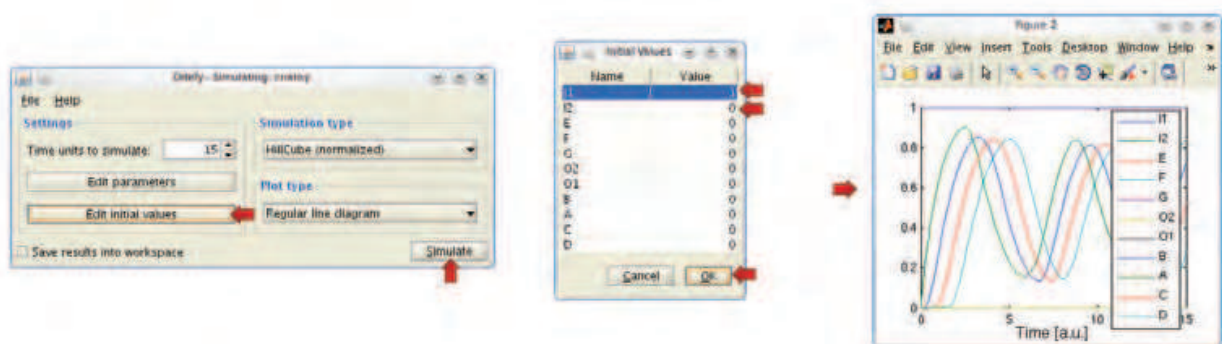 Odefy - Simulating: cnatoy
File Help
Settings
Time units to simulate: 15
Edit parameters
Edit initial values
Save results into workspace
Simulation type
HillCube (normalized)
Plot type
Regular line diagram
Simulate
Initial Values
Name Value
I1 1
I2 0
E 0
F 0
G 0
O2 0
O1 0
B 0
A 0
C 0
D 0
Cancel OK
Figure 2
File Edit View Insert Tools Desktop Window Help
1
0.8
0.6
0.4
0.2
0
0 5 10 15
Time [a.u.]
I1
I2
E
F
G
O2
O1
B
A
C
D